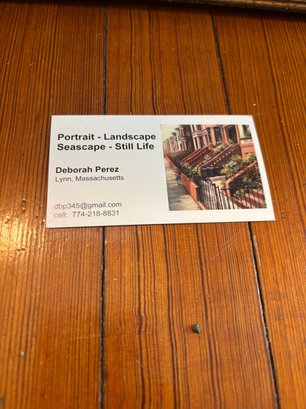 Portrait - Landscape
Seascape - Still Life
Deborah Perez
Lynn, Massachusetts
dbp345@gmail.com
cell: 774-218-8831